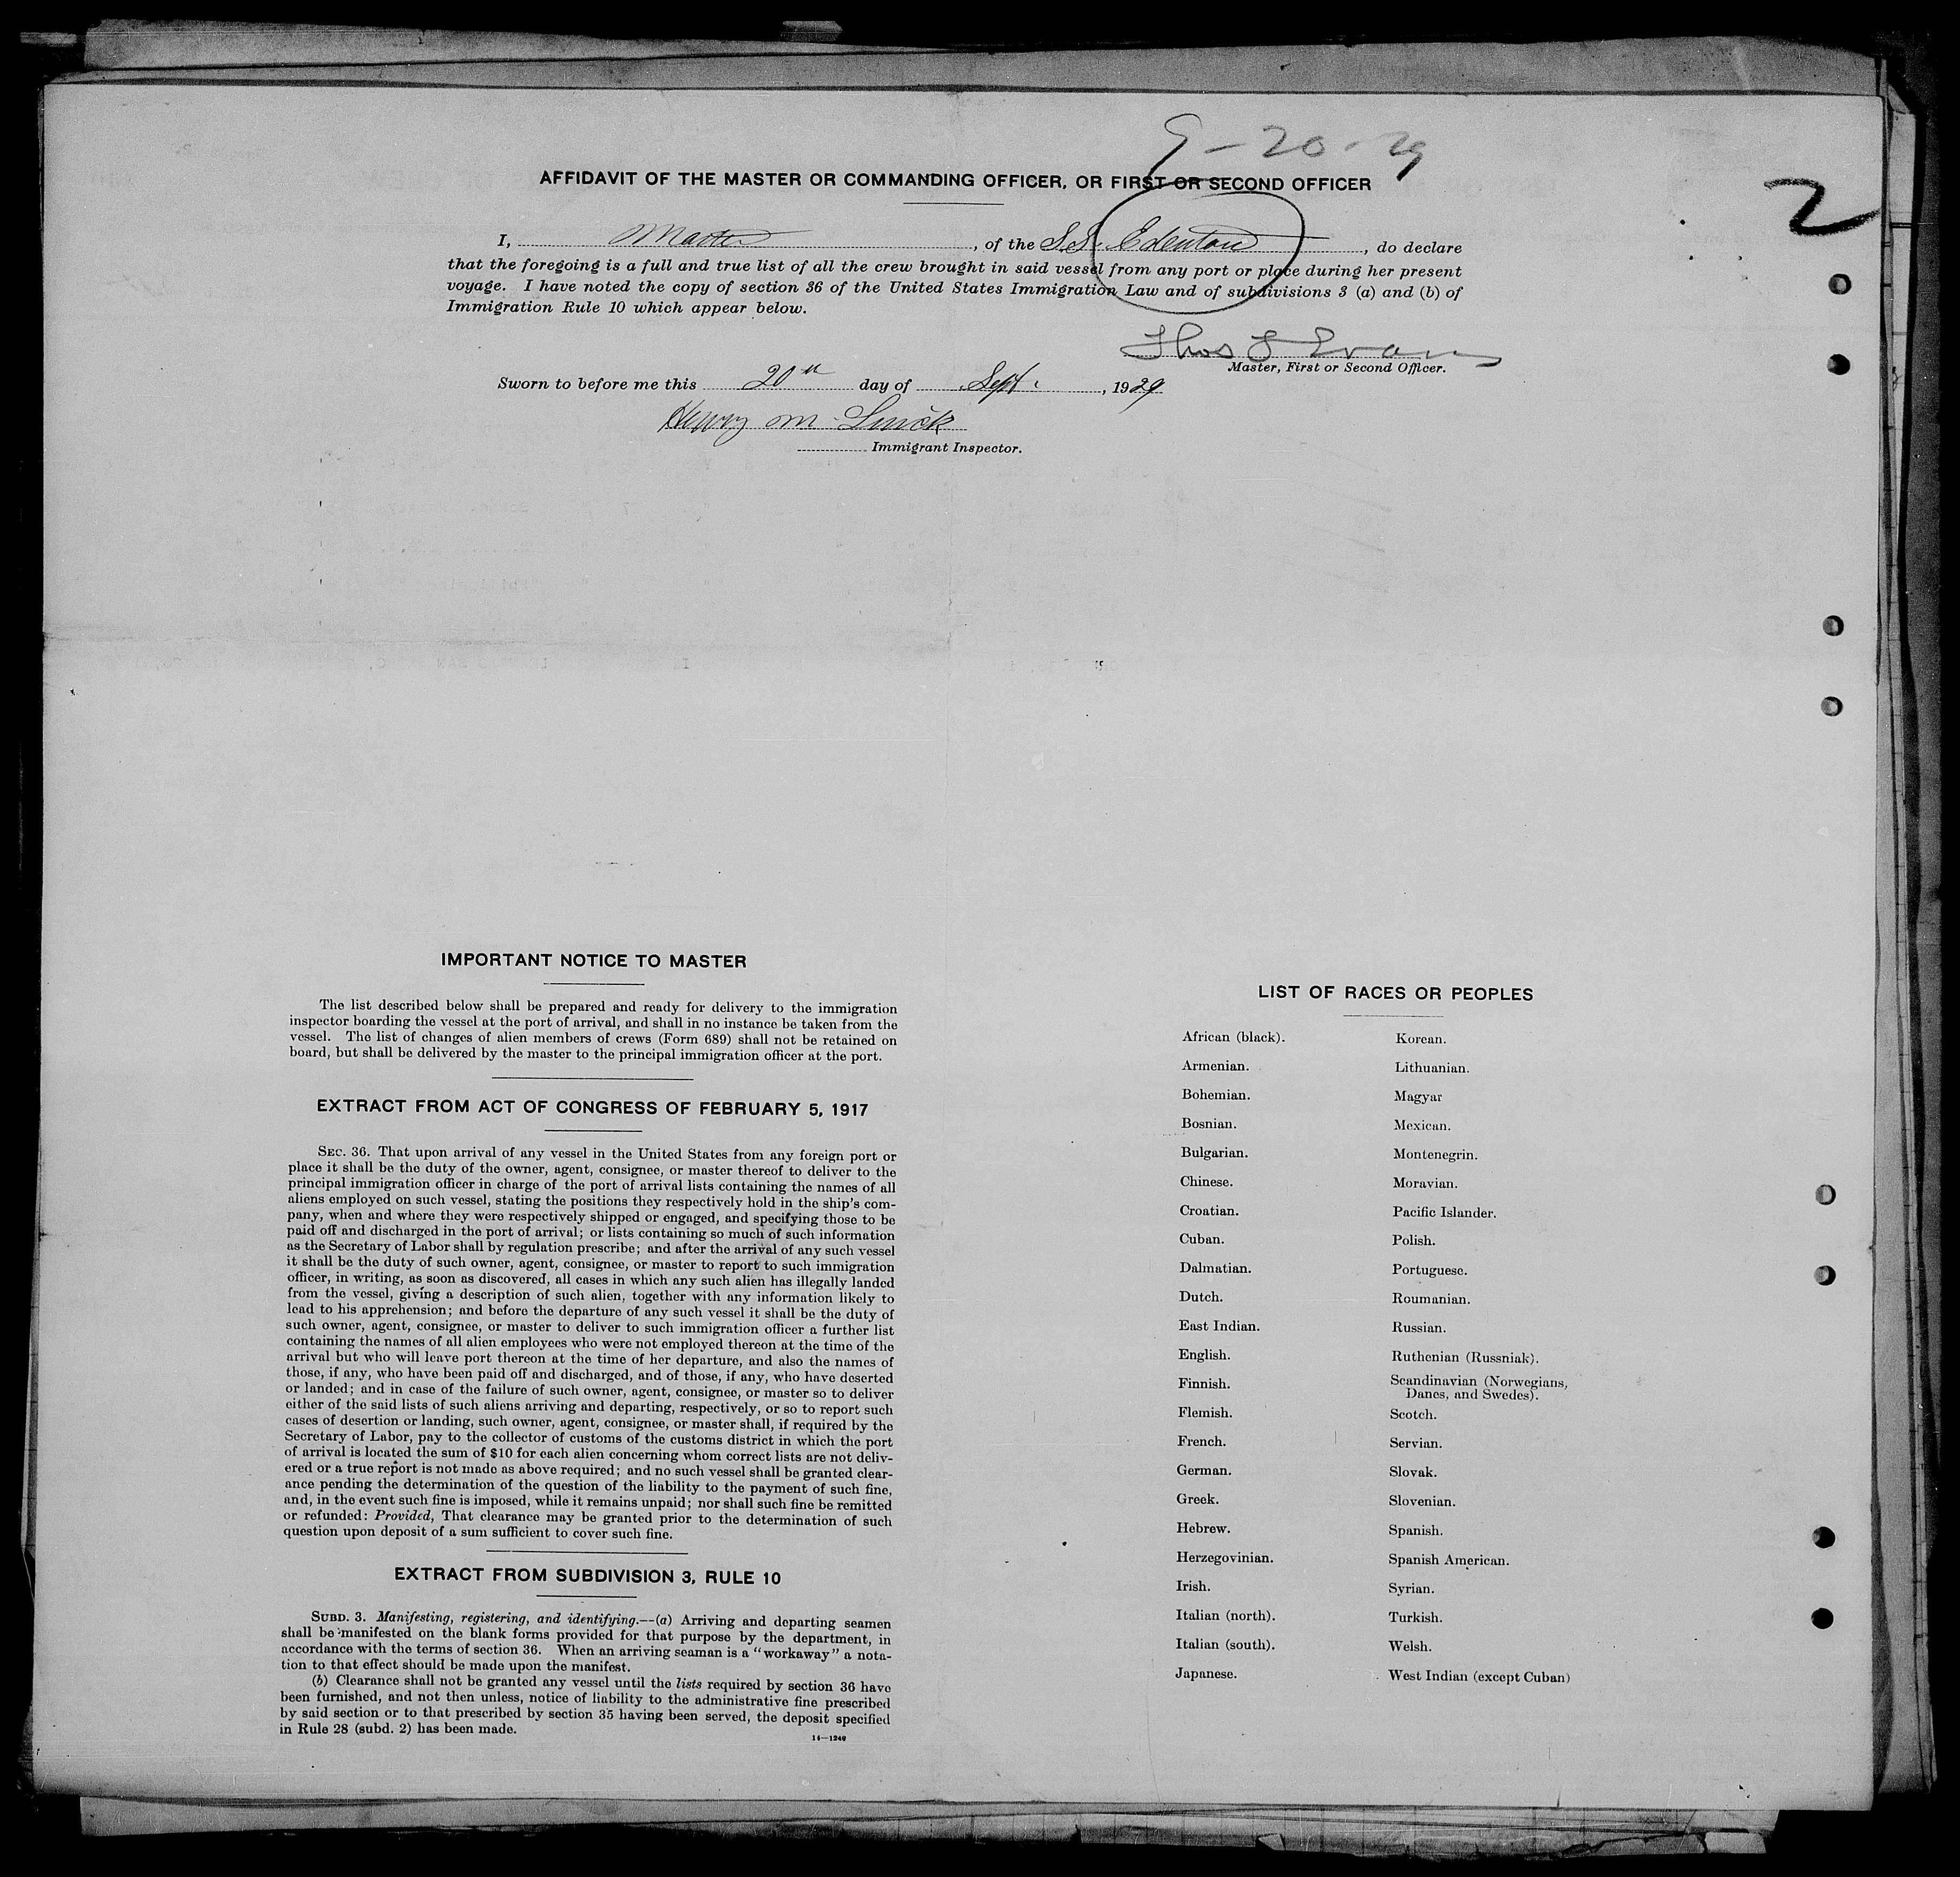 9-20-29
2
AFFIDAVIT OF THE MASTER OR COMMANDING OFFICER, OR FIRST OR SECOND OFFICER
I, Master, of the S.S. Edenton, do declare
that the foregoing is a full and true list of all the crew brought in said vessel from any port or place during her present
voyage. I have noted the copy of section 36 of the United States Immigration Law and of subdivisions 3 (a) and (b) of
Immigration Rule 10 which appear below.
Thos F Evans
Master, First or Second Officer.
Sworn to before me this 20th day of Sept., 1929
Henry M
Immigrant Inspector.
IMPORTANT NOTICE TO MASTER
The list described below shall be prepared and ready for delivery to the immigration
inspector boarding the vessel at the port of arrival, and shall in no instance be taken from the
vessel. The list of changes of alien members of crews (Form 689) shall not be retained on
board, but shall be delivered by the master to the principal immigration officer at the port.
EXTRACT FROM ACT OF CONGRESS OF FEBRUARY 5, 1917
SEC. 36. That upon arrival of any vessel in the United States from any foreign port or
place it shall be the duty of the owner, agent, consignee, or master thereof to deliver to the
principal immigration officer in charge of the port of arrival lists containing the names of all
aliens employed on such vessel, stating the positions they respectively hold in the ship's com-
pany, when and where they were respectively shipped or engaged, and specifying those to be
paid off and discharged in the port of arrival; or lists containing so much of such information
as the Secretary of Labor shall by regulation prescribe; and after the arrival of any such vessel
it shall be the duty of such owner, agent, consignee, or master to report to such immigration
officer, in writing, as soon as discovered, all cases in which any such alien has illegally landed
from the vessel, giving a description of such alien, together with any information likely to
lead to his apprehension; and before the departure of any such vessel it shall be the duty of
such owner, agent, consignee, or master to deliver to such immigration officer a further list
containing the names of all alien employees who were not employed thereon at the time of the
arrival but who will leave port thereon at the time of her departure, and also the names of
those, if any, who have been paid off and discharged, and of those, if any, who have deserted
or landed; and in case of the failure of such owner, agent, consignee, or master so to deliver
either of the said lists of such aliens arriving and departing, respectively, or so to report such
cases of desertion or landing, such owner, agent, consignee, or master shall, if required by the
Secretary of Labor, pay to the collector of customs of the customs district in which the port
of arrival is located the sum of $10 for each alien concerning whom correct lists are not deliv-
ered or a true report is not made as above required; and no such vessel shall be granted clear-
ance pending the determination of the question of the liability to the payment of such fine,
and, in the event such fine is imposed, while it remains unpaid; nor shall such fine be remitted
or refunded: Provided, That clearance may be granted prior to the determination of such
question upon deposit of a sum sufficient to cover such fine.
EXTRACT FROM SUBDIVISION 3, RULE 10
SUBD. 3. Manifesting, registering, and identifying.--(a) Arriving and departing seamen
shall be manifested on the blank forms provided for that purpose by the department, in
accordance with the terms of section 36. When an arriving seaman is a "workaway" a nota-
tion to that effect should be made upon the manifest.
(b) Clearance shall not be granted any vessel until the lists required by section 36 have
been furnished, and not then unless, notice of liability to the administrative fine prescribed
by said section or to that prescribed by section 35 having been served, the deposit specified
in Rule 28 (subd. 2) has been made.
14—1240
LIST OF RACES OR PEOPLES
African (black).
Armenian.
Bohemian.
Bosnian.
Bulgarian.
Chinese.
Croatian.
Cuban.
Dalmatian.
Dutch.
East Indian.
English.
Finnish.
Flemish.
French.
German.
Greek.
Hebrew.
Herzegovinian.
Irish.
Italian (north).
Italian (south).
Japanese.
Korean.
Lithuanian.
Magyar
Mexican.
Montenegrin.
Moravian.
Pacific Islander.
Polish.
Portuguese.
Roumanian.
Russian.
Ruthenian (Russniak).
Scandinavian (Norwegians,
Danes, and Swedes).
Scotch.
Servian.
Slovak.
Slovenian.
Spanish.
Spanish American.
Syrian.
Turkish.
Welsh.
West Indian (except Cuban)